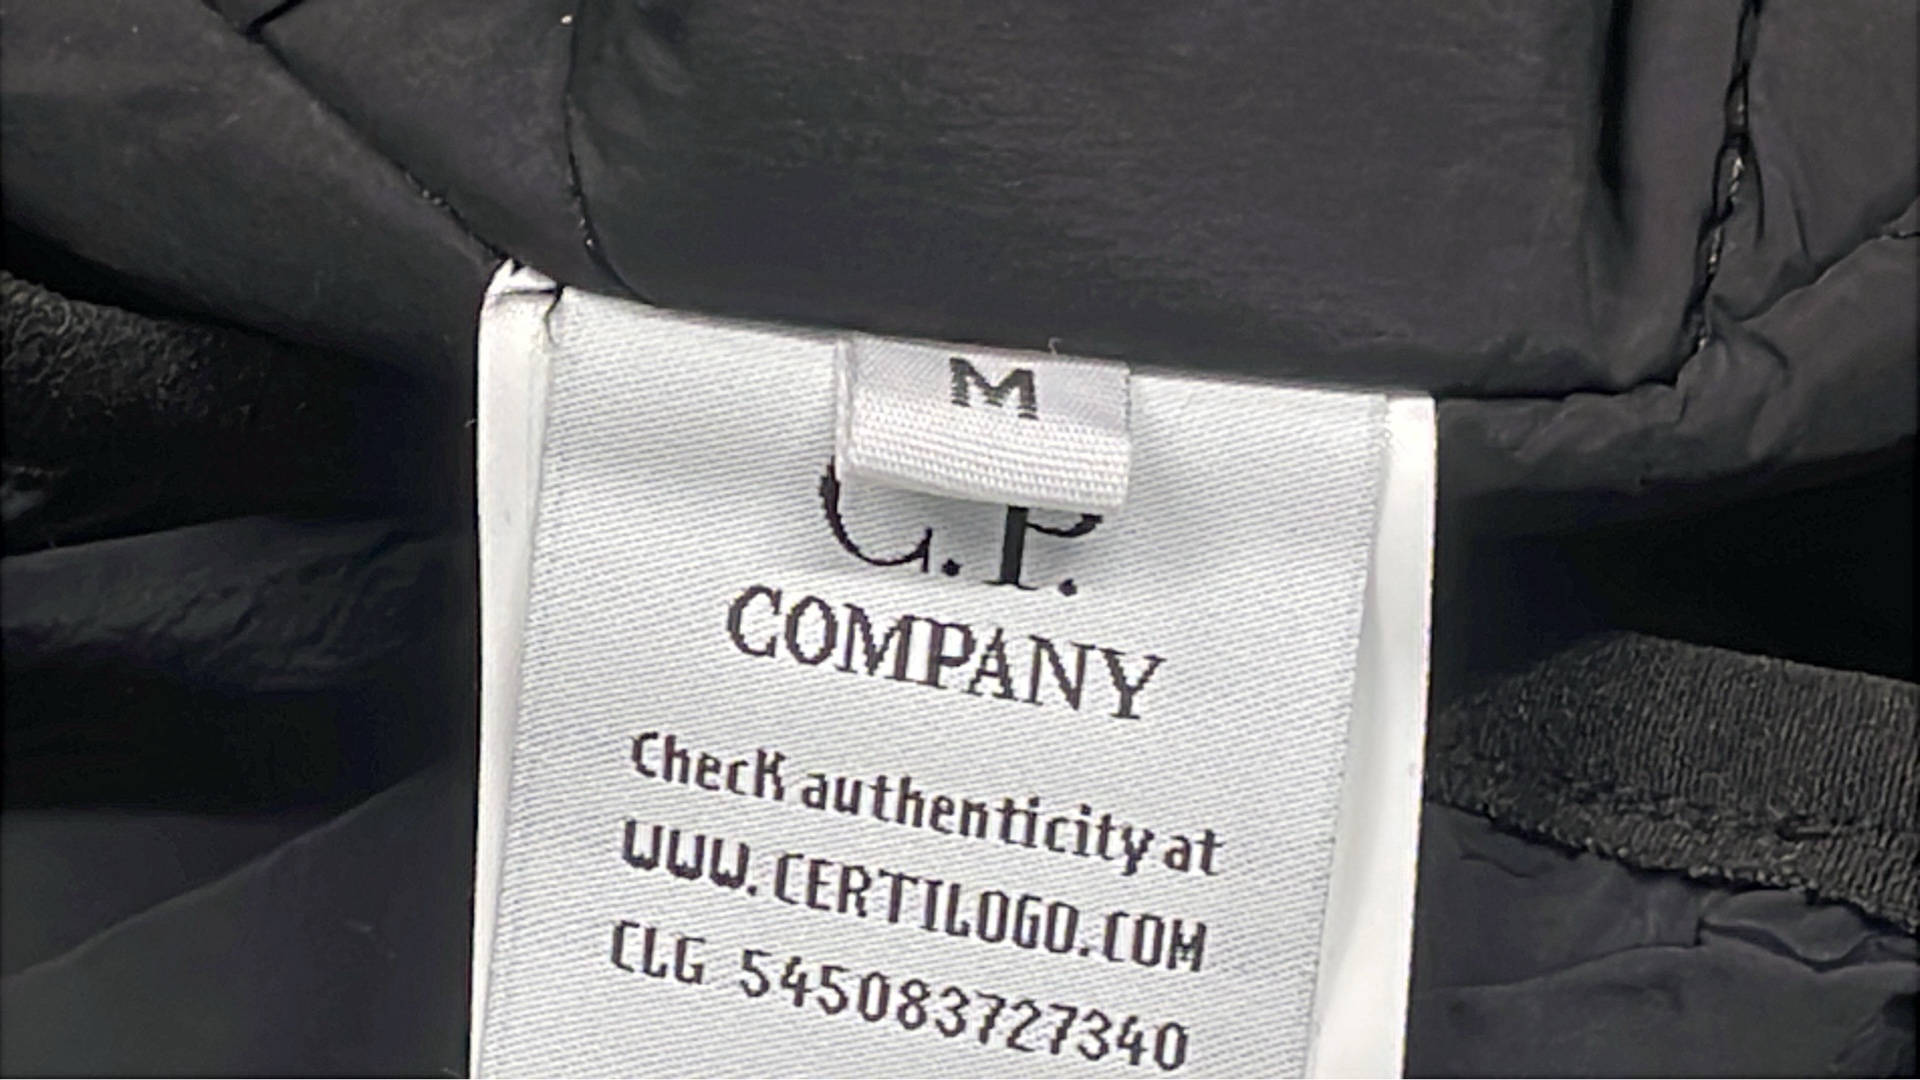 M
C.P.
COMPANY
Check authenticity at
WWW.CERTILOGO.COM
CLG 545083727340